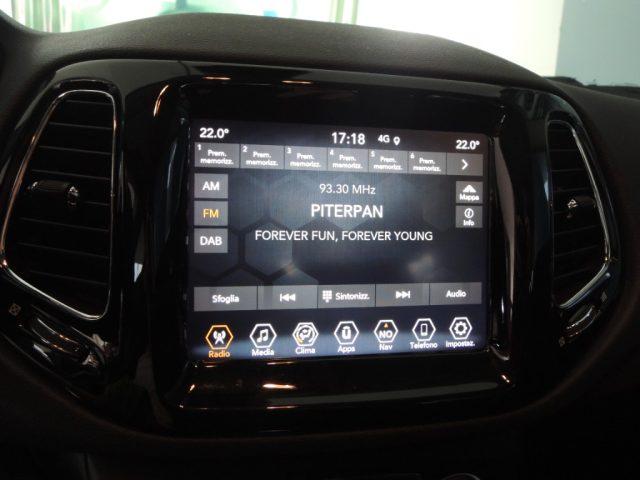 22.0° 17:18 4G 22.0°
1 Prem. memorizz. 2 Prem. memorizz. 3 Prem. memorizz. 4 Prem. memorizz. 5 Prem. memorizz. 6 Prem. memorizz.
AM 93.30 MHz Mappa
FM PITERPAN Info
DAB FOREVER FUN, FOREVER YOUNG
Sfoglia Sintonizz. Audio
NO
Radio Media Clima Apps Nav Telefono Impostaz.